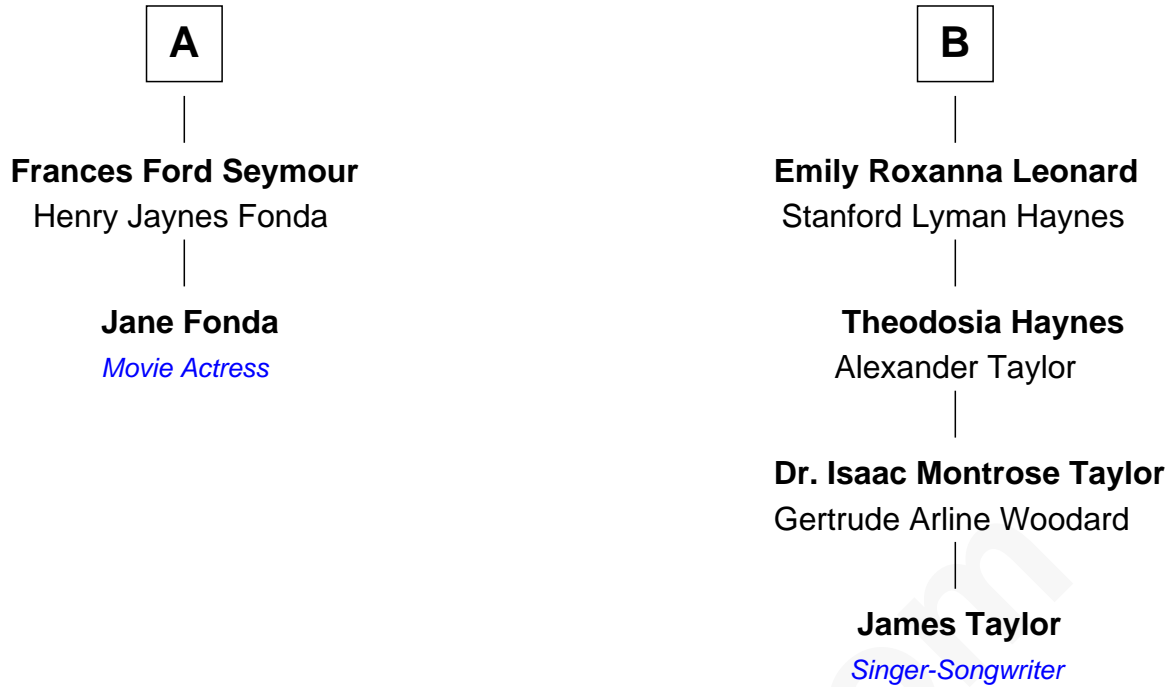 A
Frances Ford Seymour
Henry Jaynes Fonda
Jane Fonda
Movie Actress
B
Emily Roxanna Leonard
Stanford Lyman Haynes
Theodosia Haynes
Alexander Taylor
Dr. Isaac Montrose Taylor
Gertrude Arline Woodard
James Taylor
Singer-Songwriter